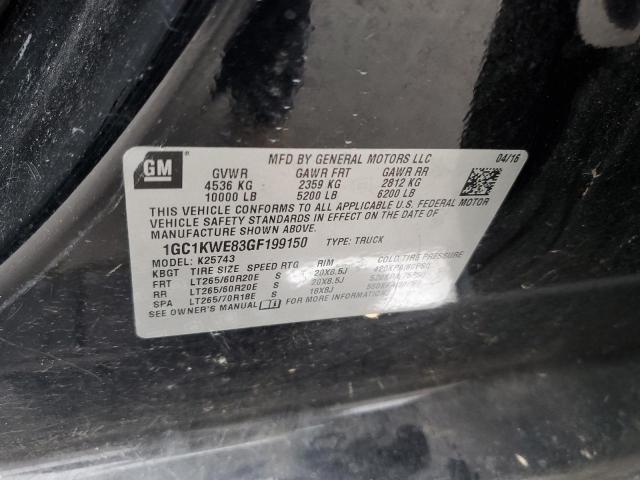 GM
MFD BY GENERAL MOTORS LLC 04/16
GVWR GAWR FRT GAWR RR
4536 KG 2359 KG 2812 KG
10000 LB 5200 LB 6200 LB
THIS VEHICLE CONFORMS TO ALL APPLICABLE U.S. FEDERAL MOTOR
VEHICLE SAFETY STANDARDS IN EFFECT ON THE DATE OF
MANUFACTURE SHOWN ABOVE.
1GC1KWE83GF199150 TYPE: TRUCK
MODEL: K25743
KBGT TIRE SIZE SPEED RTG RIM COLD TIRE PRESSURE
FRT LT265/60R20E S 20X8.5J
RR LT265/60R20E S 20X8.5J
SPA LT265/70R18E S 18X8J
SEE OWNER'S MANUAL FOR MORE INFORMATION.